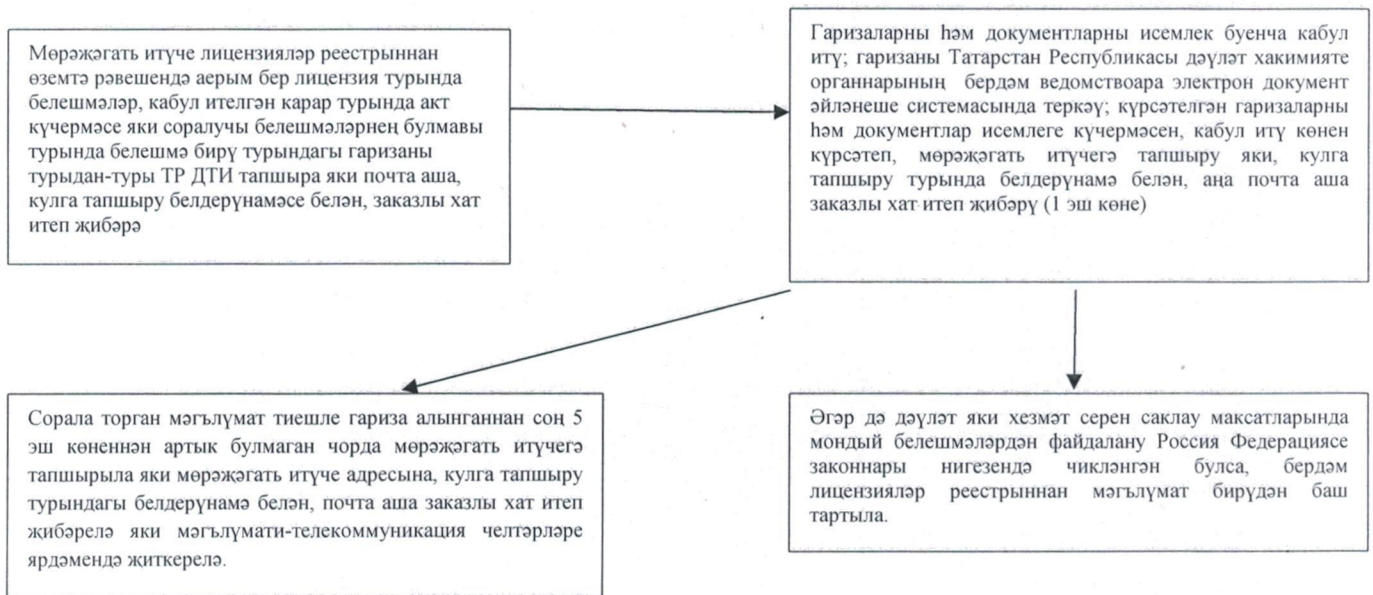 Мөрәҗәгать итүче лицензияләр реестрыннан
өземтә рәвешендә аерым бер лицензия турында
белешмәләр, кабул ителгән карар турында акт
күчермәсе яки соралучы белешмәләрнең булмавы
турында белешмә бирү турындагы гаризаны
турыдан-туры ТР ДТИ тапшыра яки почта аша,
кулга тапшыру белдерүнамәсе белән, заказлы хат
итеп җибәрә
Гаризаларны һәм документларны исемлек буенча кабул
итү; гаризаны Татарстан Республикасы дәүләт хакимияте
органнарының бердәм ведомствоара электрон документ
әйләнеше системасында теркәү; күрсәтелгән гаризаларны
һәм документлар исемлеге күчермәсен, кабул итү көнен
күрсәтеп, мөрәҗәгать итүчегә тапшыру яки, кулга
тапшыру турында белдерүнамә белән, аңа почта аша
заказлы хат итеп җибәрү (1 эш көне)
Сорала торган мәгълүмат тиешле гариза алынганнан соң 5
эш көненнән артык булмаган чорда мөрәҗәгать итүчегә
тапшырыла яки мөрәҗәгать итүче адресына, кулга тапшыру
турындагы белдерүнамә белән, почта аша заказлы хат итеп
җибәрелә яки мәгълүмати-телекоммуникация челтәрләре
ярдәмендә җиткерелә.
Әгәр дә дәүләт яки хезмәт серен саклау максатларында
мондый белешмәләрдән файдалану Россия Федерациясе
законнары нигезендә чикләнгән булса, бердәм
лицензияләр реестрыннан мәгълүмат бирүдән баш
тартыла.